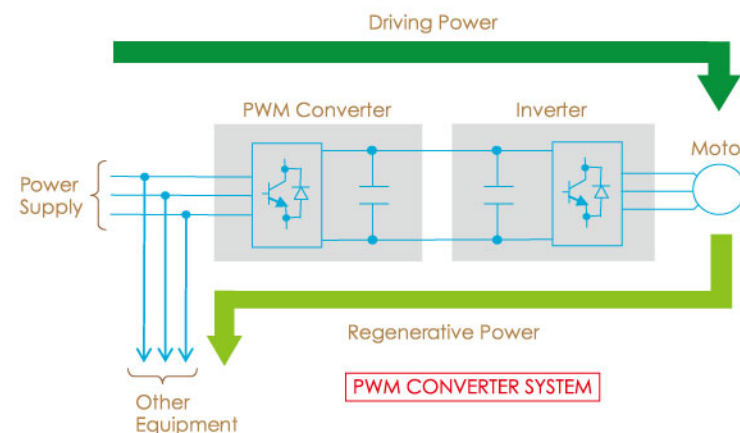 Driving Power
PWM Converter
Inverter
Moto
Power
Supply
Regenerative Power
PWM CONVERTER SYSTEM
Other
Equipment